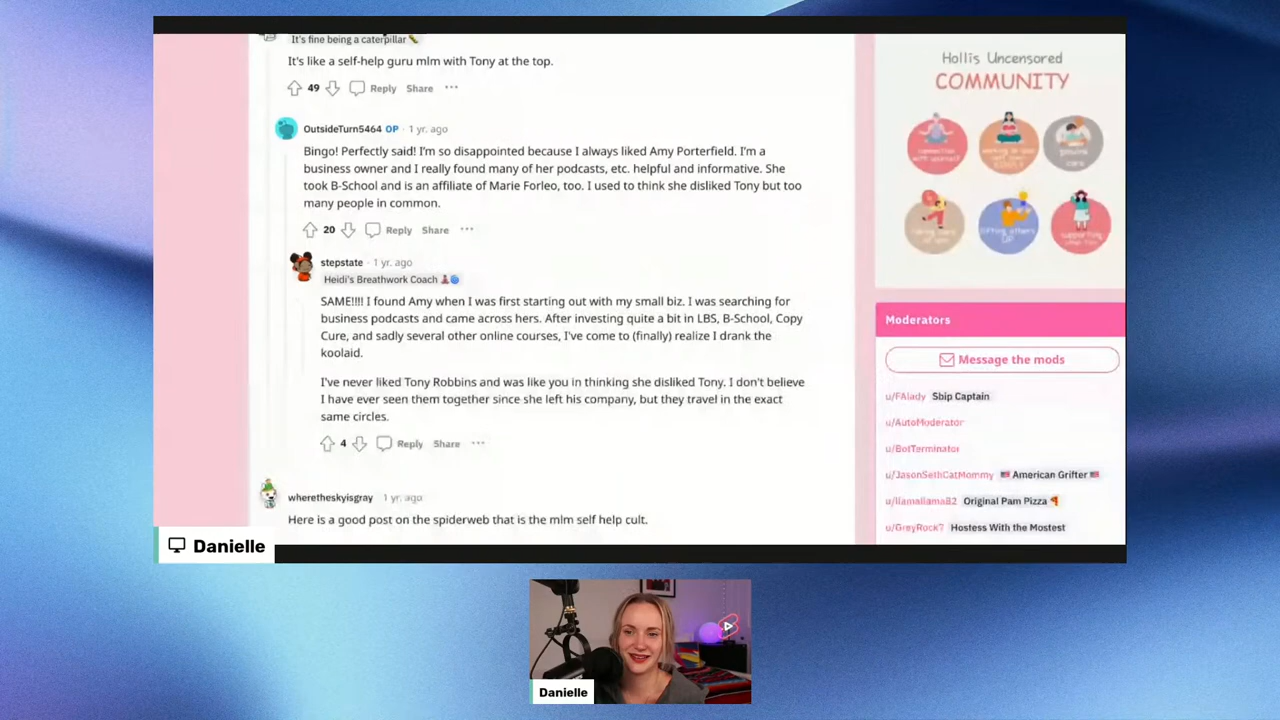 It's fine being a caterpillar
It's like a self-help guru mlm with Tony at the top.
49 Reply Share ...
OutsideTurn5464 OP · 1 yr. ago
Bingo! Perfectly said! I'm so disappointed because I always liked Amy Porterfield. I'm a
business owner and I really found many of her podcasts, etc. helpful and informative. She
took B-School and is an affiliate of Marie Forleo, too. I used to think she disliked Tony but too
many people in common.
20 Reply Share ...
stepstate · 1 yr. ago
Heidi's Breathwork Coach
SAME!!!! I found Amy when I was first starting out with my small biz. I was searching for
business podcasts and came across hers. After investing quite a bit in LBS, B-School, Copy
Cure, and sadly several other online courses, I've come to (finally) realize I drank the
koolaid.
I've never liked Tony Robbins and was like you in thinking she disliked Tony. I don't believe
I have ever seen them together since she left his company, but they travel in the exact
same circles.
4 Reply Share ...
wheretheskyisgray 1 yr. ago
Here is a good post on the spiderweb that is the mlm self help cult.
Hollis Uncensored
COMMUNITY
connection
with yourself
lifting others
UP
Moderators
Message the mods
u/FAlady Sbip Captain
u/AutoModerator
u/BotTerminator
u/JasonSethCatMommy American Grifter
u/llamallama82 Original Pam Pizza
u/GreyRock7 Hostess With the Mostest
Danielle
Danielle